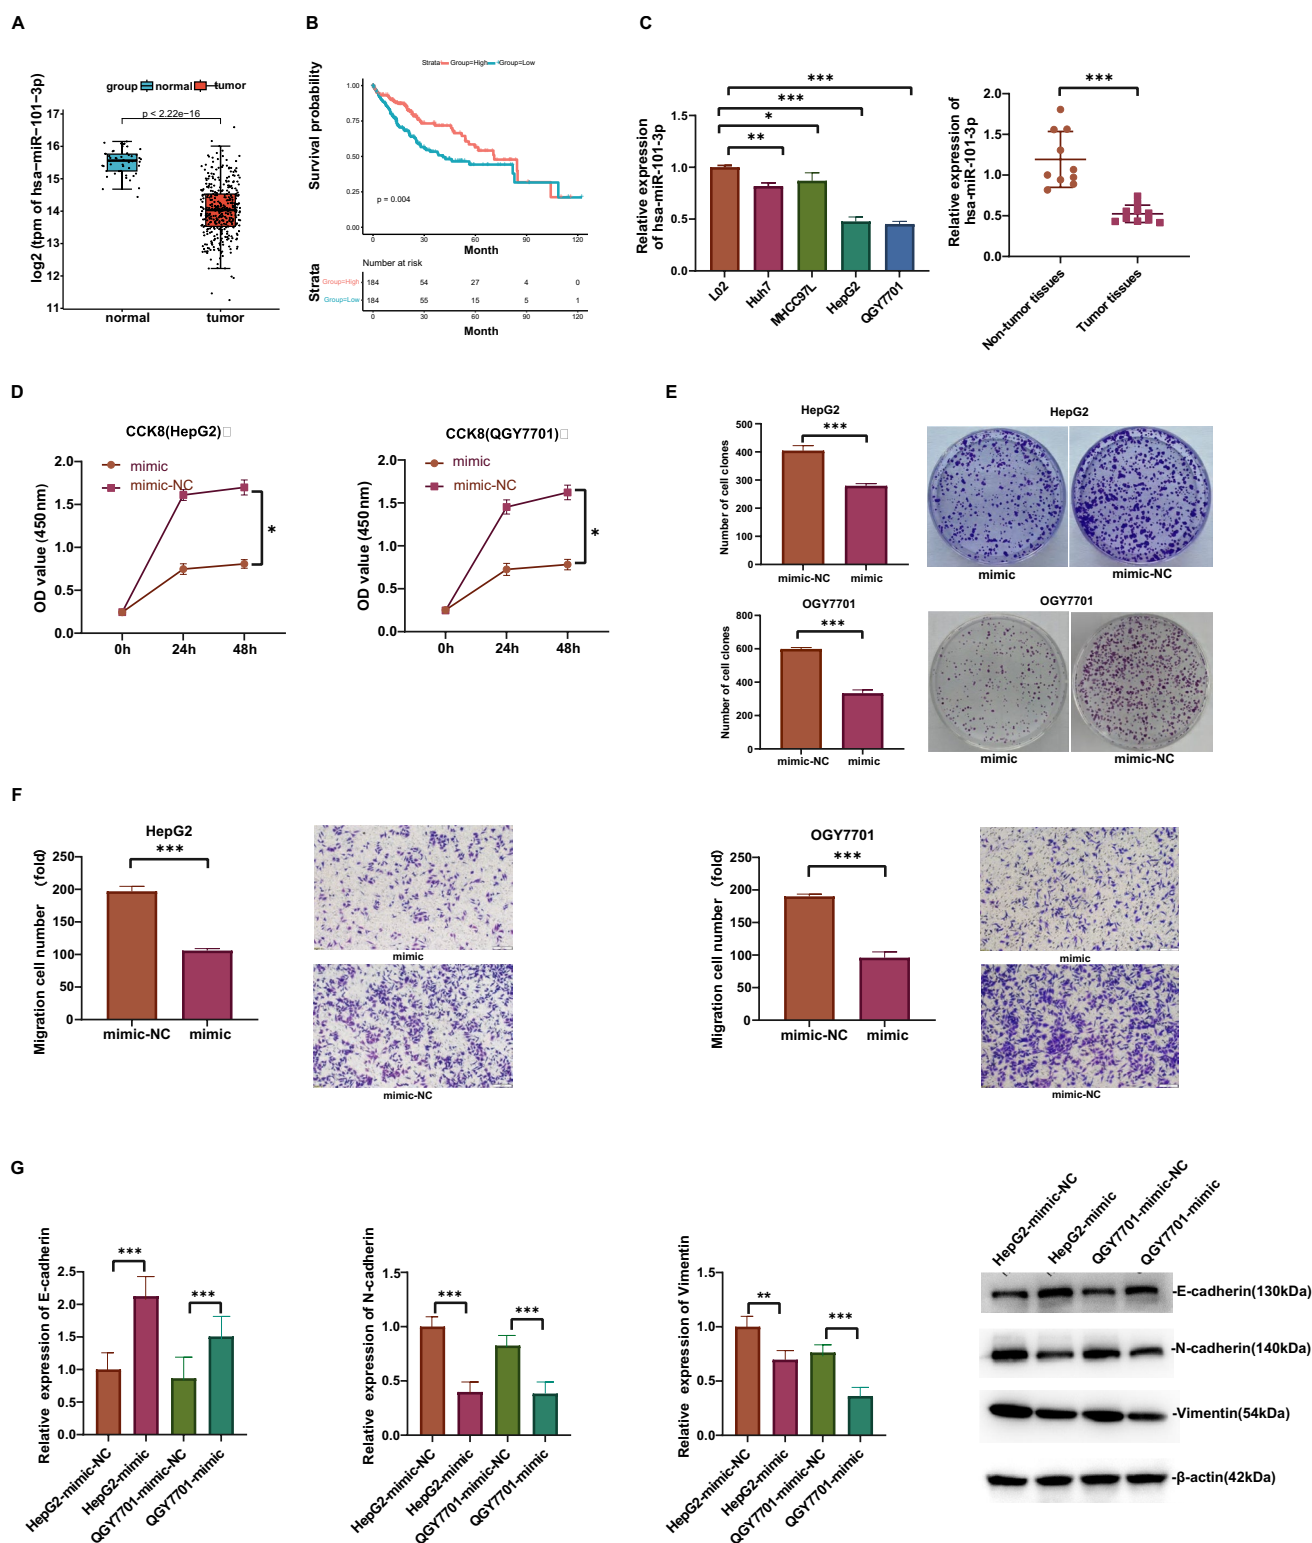 A
group normal tumor
p < 2.22e−16
log2 (tpm of hsa−miR−101−3p)
17
16
15
14
13
12
11
normal tumor
B
Strata Group=High Group=Low
Survival probability
1.00
0.75
0.50
0.25
0.00
p = 0.004
0 30 60 90 120
Month
Number at risk
Strata
Group=High 184 54 27 4 0
Group=Low 184 55 15 5 1
0 30 60 90 120
Month
C
Relative expression
of hsa-miR-101-3p
1.5
1.0
0.5
0.0
***
***
*
**
L02
Huh7
MHCC97L
HepG2
QGY7701
Relative expression of
hsa-miR-101-3p
2.0
1.5
1.0
0.5
0.0
***
Non-tumor tissues
Tumor tissues
D
CCK8(HepG2)
mimic
mimic-NC
OD value (450nm)
2.0
1.5
1.0
0.5
0.0
*
0h 24h 48h
CCK8(QGY7701)
mimic
mimic-NC
OD value (450nm)
2.0
1.5
1.0
0.5
0.0
*
0h 24h 48h
E
HepG2
Number of cell clones
500
400
300
200
100
0
***
mimic-NC mimic
HepG2
mimic mimic-NC
OGY7701
Number of cell clones
800
600
400
200
0
***
mimic-NC mimic
OGY7701
mimic mimic-NC
F
HepG2
Migration cell number (fold)
250
200
150
100
50
0
***
mimic-NC mimic
mimic
mimic-NC
OGY7701
Migration cell number (fold)
250
200
150
100
50
0
***
mimic-NC mimic
mimic
mimic-NC
G
Relative expression of E-cadherin
2.5
2.0
1.5
1.0
0.5
0.0
***
***
HepG2-mimic-NC
HepG2-mimic
QGY7701-mimic-NC
QGY7701-mimic
Relative expression of N-cadherin
1.5
1.0
0.5
0.0
***
***
HepG2-mimic-NC
HepG2-mimic
QGY7701-mimic-NC
QGY7701-mimic
Relative expression of Vimentin
1.5
1.0
0.5
0.0
**
***
HepG2-mimic-NC
HepG2-mimic
QGY7701-mimic-NC
QGY7701-mimic
HepG2-mimic-NC
HepG2-mimic
QGY7701-mimic-NC
QGY7701-mimic
-E-cadherin(130kDa)
-N-cadherin(140kDa)
-Vimentin(54kDa)
-β-actin(42kDa)